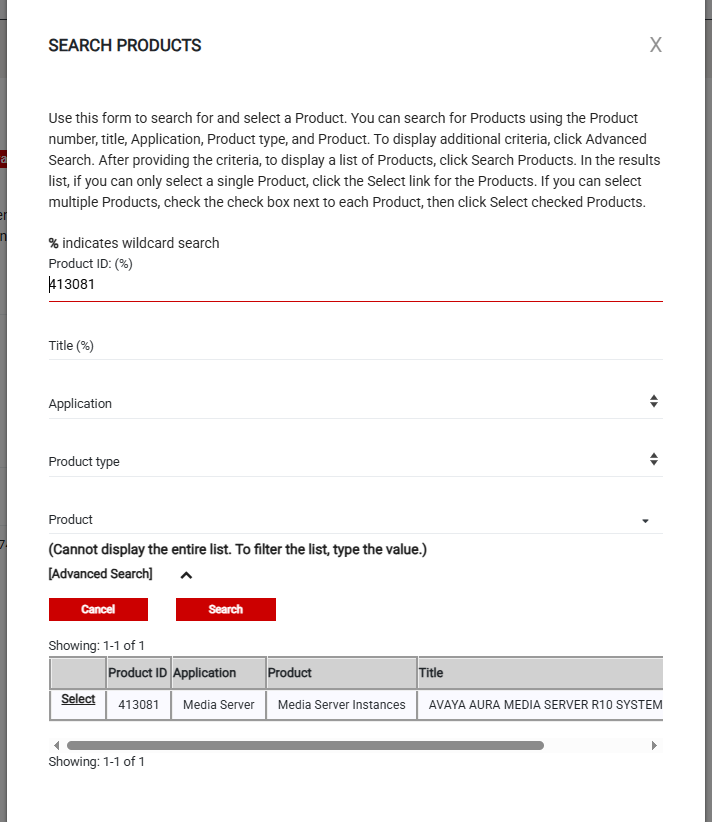 SEARCH PRODUCTS
X
Use this form to search for and select a Product. You can search for Products using the Product
number, title, Application, Product type, and Product. To display additional criteria, click Advanced
Search. After providing the criteria, to display a list of Products, click Search Products. In the results
list, if you can only select a single Product, click the Select link for the Products. If you can select
multiple Products, check the check box next to each Product, then click Select checked Products.
% indicates wildcard search
Product ID: (%)
413081
Title (%)
Application
Product type
Product
(Cannot display the entire list. To filter the list, type the value.)
[Advanced Search]
Cancel Search
Showing: 1-1 of 1
Product ID Application Product Title
Select 413081 Media Server Media Server Instances AVAYA AURA MEDIA SERVER R10 SYSTEM
Showing: 1-1 of 1